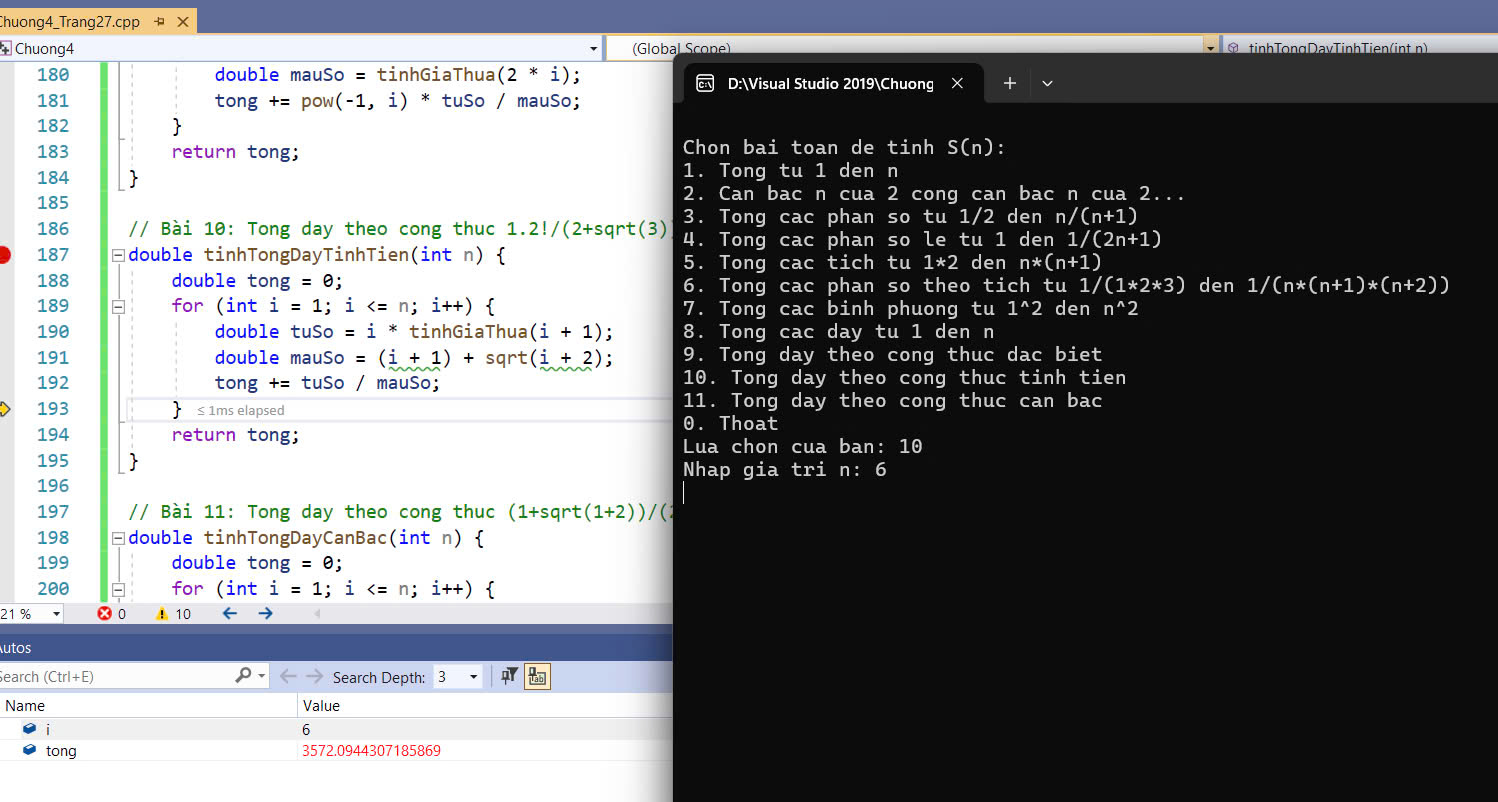 Chuong4_Trang27.cpp
Chuong4
(Global Scope)
tinhTongDayTinhTien(int n)
180 double mauSo = tinhGiaThua(2 * i);
181 tong += pow(-1, i) * tuSo / mauSo;
182 }
183 return tong;
184 }
185
186 // Bài 10: Tong day theo cong thuc 1.2!/(2+sqrt(3))
187 double tinhTongDayTinhTien(int n) {
188 double tong = 0;
189 for (int i = 1; i <= n; i++) {
190 double tuSo = i * tinhGiaThua(i + 1);
191 double mauSo = (i + 1) + sqrt(i + 2);
192 tong += tuSo / mauSo;
193 } ≤ 1ms elapsed
194 return tong;
195 }
196
197 // Bài 11: Tong day theo cong thuc (1+sqrt(1+2))/(2
198 double tinhTongDayCanBac(int n) {
199 double tong = 0;
200 for (int i = 1; i <= n; i++) {
21 %
0
10
Autos
Search (Ctrl+E)
Search Depth: 3
Name Value
i 6
tong 3572.0944307185869
D:\Visual Studio 2019\Chuong
Chon bai toan de tinh S(n):
1. Tong tu 1 den n
2. Can bac n cua 2 cong can bac n cua 2...
3. Tong cac phan so tu 1/2 den n/(n+1)
4. Tong cac phan so le tu 1 den 1/(2n+1)
5. Tong cac tich tu 1*2 den n*(n+1)
6. Tong cac phan so theo tich tu 1/(1*2*3) den 1/(n*(n+1)*(n+2))
7. Tong cac binh phuong tu 1^2 den n^2
8. Tong cac day tu 1 den n
9. Tong day theo cong thuc dac biet
10. Tong day theo cong thuc tinh tien
11. Tong day theo cong thuc can bac
0. Thoat
Lua chon cua ban: 10
Nhap gia tri n: 6